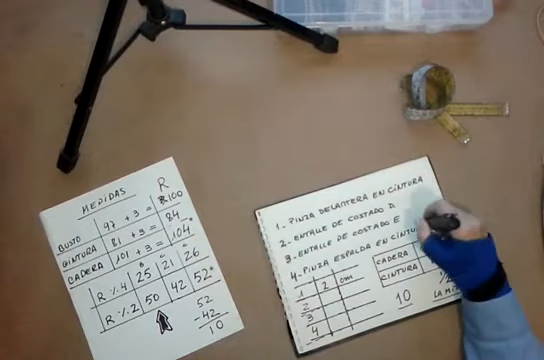 MEDIDAS
R
BUSTO 97 + 3 = 100
CINTURA 81 + 3 = 84
CADERA 101 + 3 = 104
R ٪ 4 25 21 26
R ٪ 2 50 42 52
52
-42
10
1- PINZA DELANTERA EN CINTURA
2- ENTALLE DE COSTADO D
3- ENTALLE DE COSTADO E
4- PINZA ESPALDA EN CINTU
1 2 cm
2
3
4
CADERA
CINTURA
10
LA MI